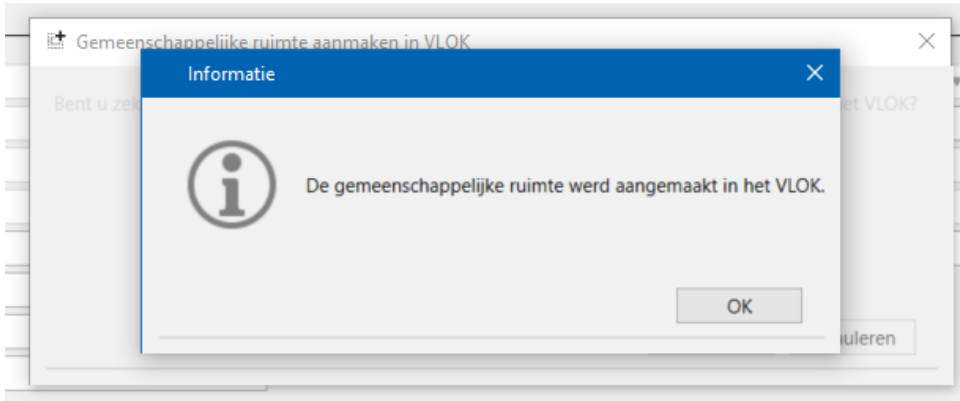 Gemeenschappelijke ruimte aanmaken in VLOK
Informatie
Bent u zek
et VLOK?
De gemeenschappelijke ruimte werd aangemaakt in het VLOK.
OK
uleren